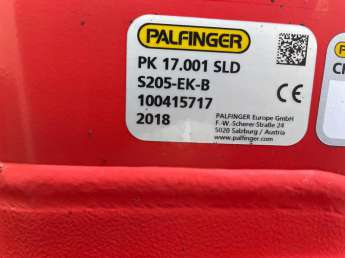 PALFINGER
PK 17.001 SLD
S205-EK-B
100415717
2018
PALFINGER Europe GmbH
F.-W.-Scherer-Straße 24
5020 Salzburg / Austria
www.palfinger.com
CE